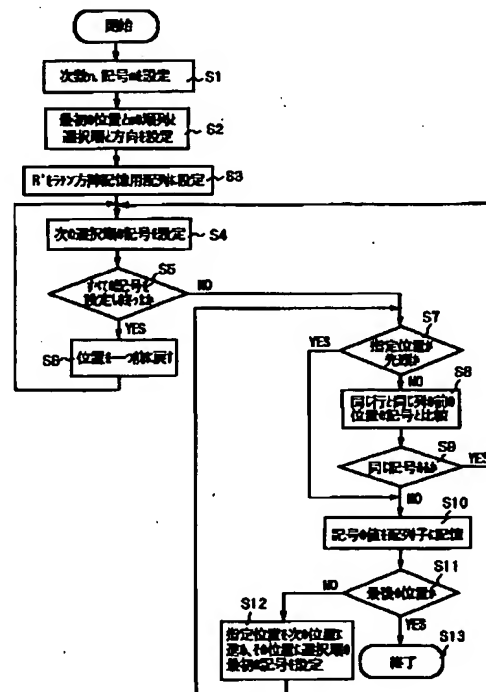 開始
次数n、記号mを設定
S1
最初の位置とmの順列と
選択順と方向を設定
S2
R*をラテン方陣記憶用配列に設定
S3
次の選択順の記号を設定
S4
すべての記号を
設定しおわったか
S5
NO
YES
位置を一つ前に戻す
S6
指定位置が
先頭か
S7
YES
NO
同じ行と同じ列の前の
位置の記号と比較
S8
同じ記号あるか
S9
YES
NO
記号の値を配列子に記憶
S10
最後の位置か
S11
NO
YES
指定位置を次の位置に
進め、その位置に選択順の
最初の記号を設定
S12
終了
S13